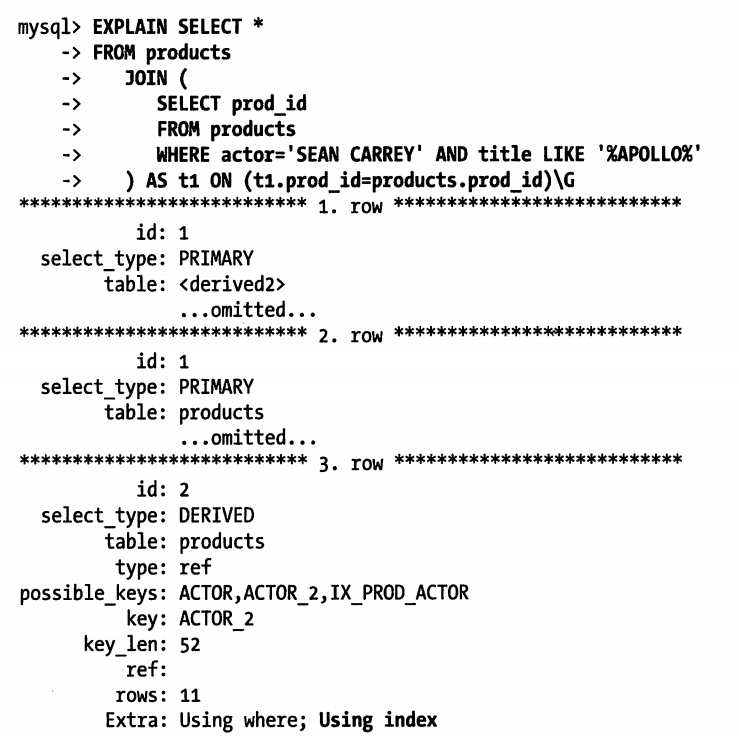 mysql> EXPLAIN SELECT *
-> FROM products
-> JOIN (
-> SELECT prod_id
-> FROM products
-> WHERE actor='SEAN CARREY' AND title LIKE '%APOLLO%'
-> ) AS t1 ON (t1.prod_id=products.prod_id)\G
*************************** 1. row ***************************
id: 1
select_type: PRIMARY
table: <derived2>
...omitted...
*************************** 2. row ***************************
id: 1
select_type: PRIMARY
table: products
...omitted...
*************************** 3. row ***************************
id: 2
select_type: DERIVED
table: products
type: ref
possible_keys: ACTOR,ACTOR_2,IX_PROD_ACTOR
key: ACTOR_2
key_len: 52
ref:
rows: 11
Extra: Using where; Using index